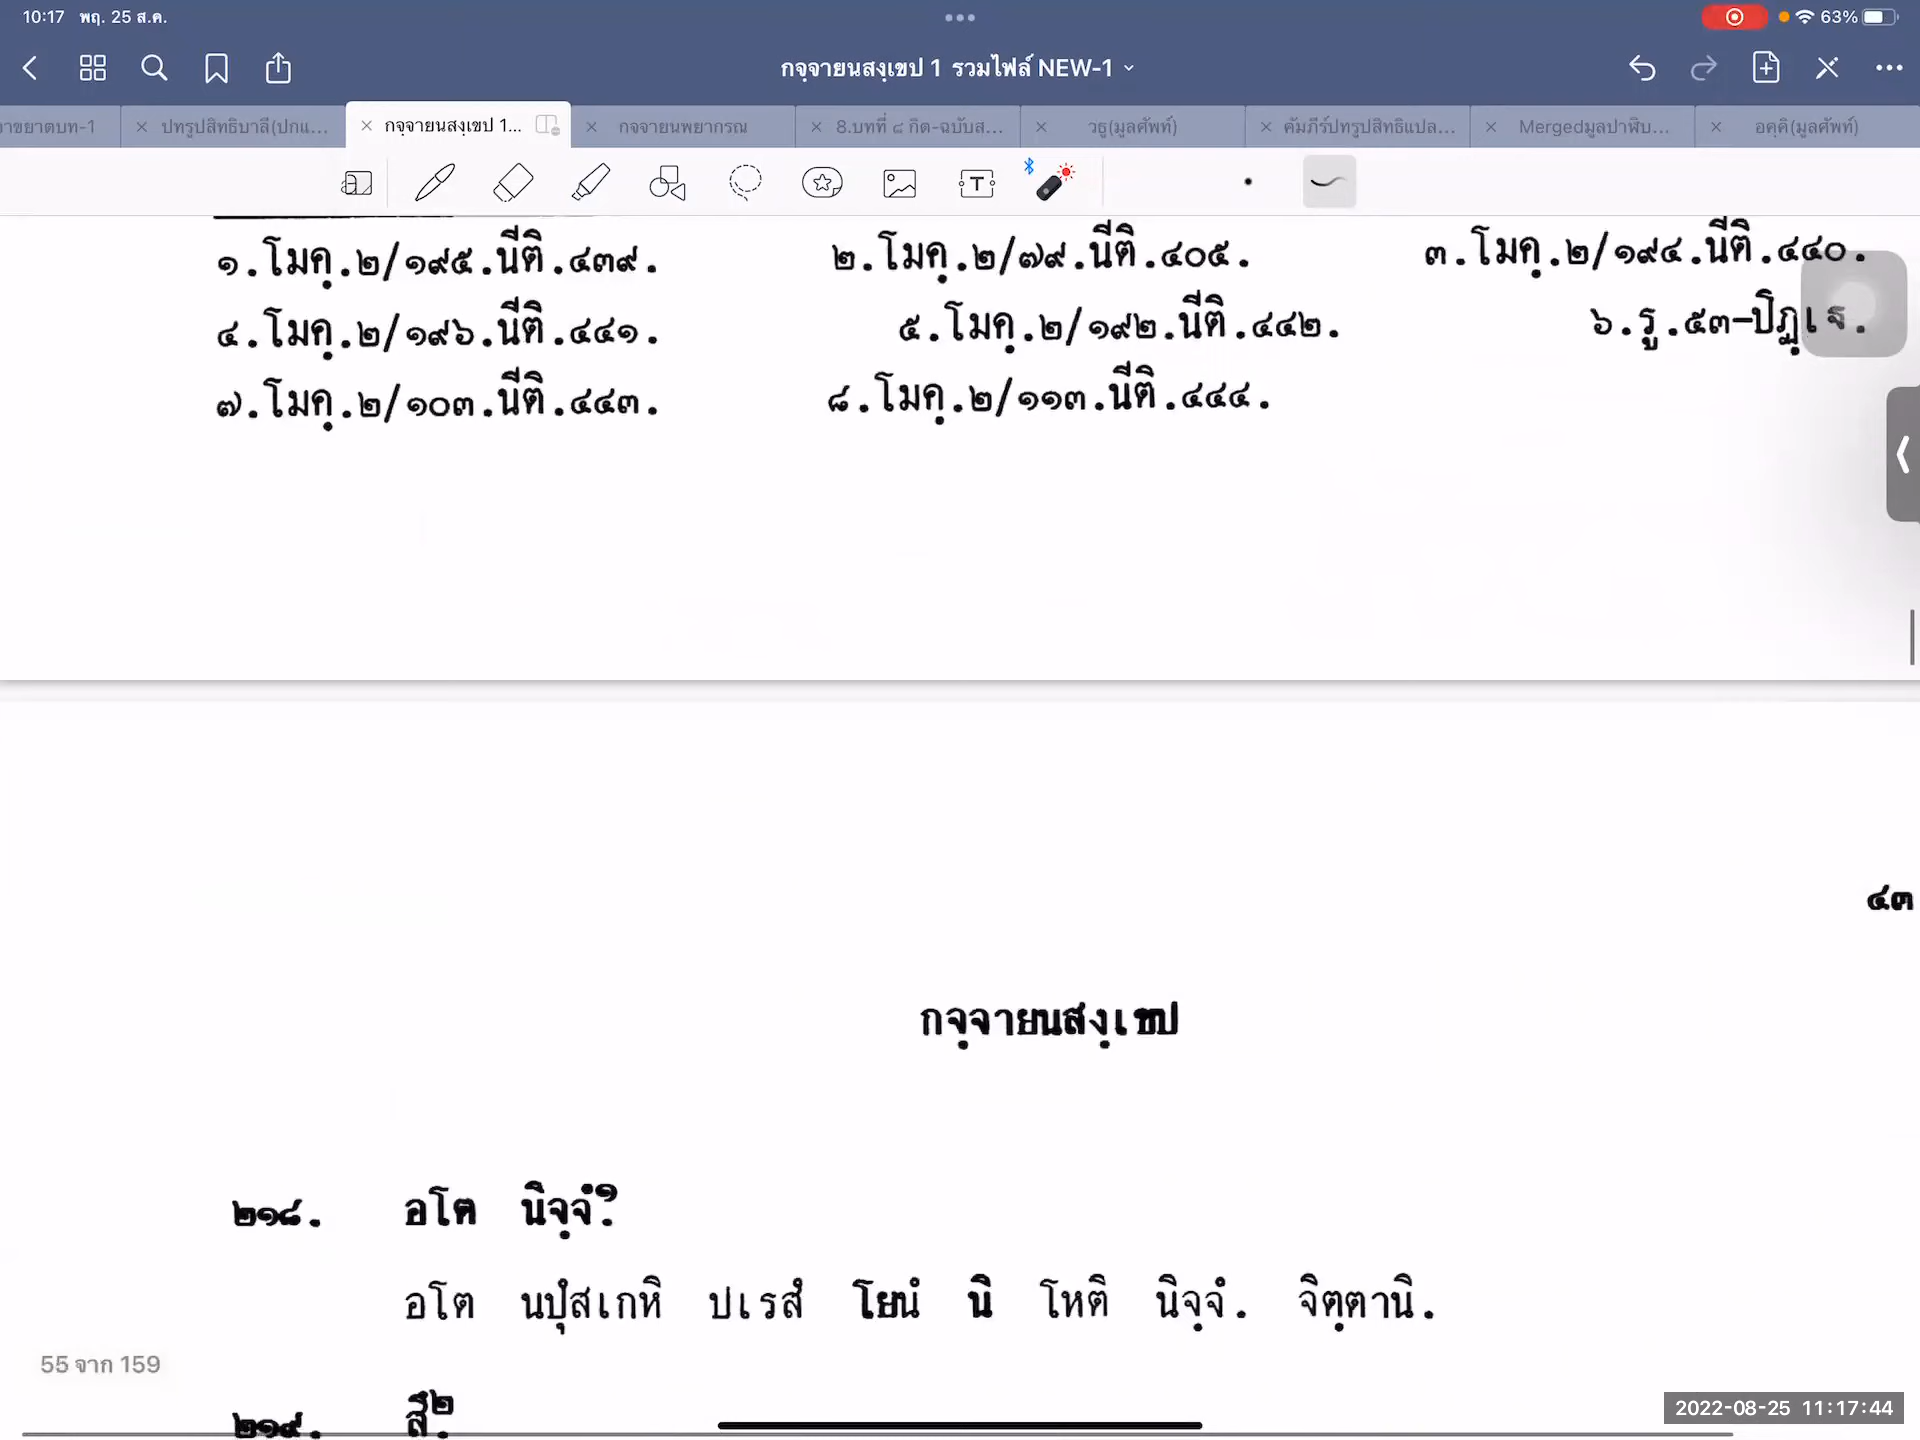 10:17 พฤ. 25 ส.ค.
63%
กจฺจายนสงฺเขป 1 รวมไฟล์ NEW-1
าขยาตบท-1
ปทรูปสิทธิบาลี(ปกแ...
กจฺจายนสงฺเขป 1...
กจจายนพยากรณ
8.บทที่ ๘ กิต-ฉบับส...
วธู(มูลศัพท์)
คัมภีร์ปทรูปสิทธิแปล...
Mergedมูลปาฬิบ...
อคฺคิ(มูลศัพท์)
๑.โมคฺ.๒/๑๙๕.นีติ.๔๓๙. ๒.โมคฺ.๒/๗๙.นีติ.๔๐๕. ๓.โมคฺ.๒/๑๙๔.นีติ.๔๔๐.
๔.โมคฺ.๒/๑๙๖.นีติ.๔๔๑. ๕.โมคฺ.๒/๑๙๒.นีติ.๔๔๒. ๖.รู.๕๓-ปิฏฺเฐ.
๗.โมคฺ.๒/๑๐๓.นีติ.๔๔๓. ๘.โมคฺ.๒/๑๑๓.นีติ.๔๔๔.
๔๓
กจฺจายนสงฺเขป
๒๑๘. อโต นิจฺจํ.๑
อโต นปุํสเกหิ ปเรสํ โยนํ นิ โหติ นิจฺจํ. จิตฺตานิ.
55 จาก 159
๒๑๙. สึ.๒
2022-08-25 11:17:44